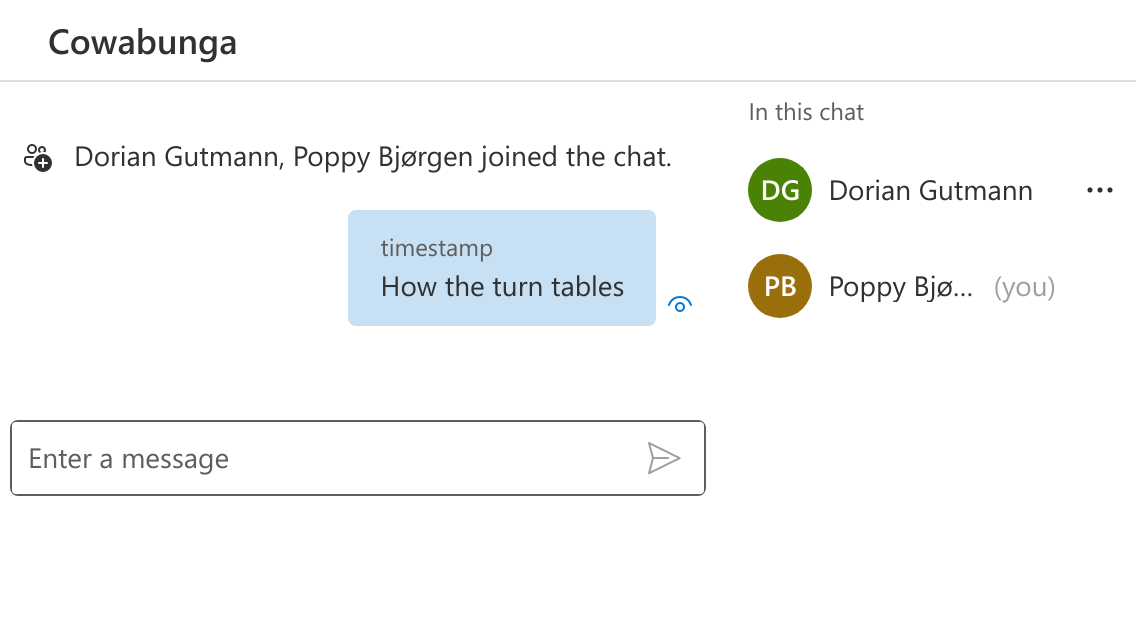 Cowabunga
Dorian Gutmann, Poppy Bjørgen joined the chat.
timestamp
How the turn tables
Enter a message
In this chat
DG Dorian Gutmann
PB Poppy Bjø... (you)